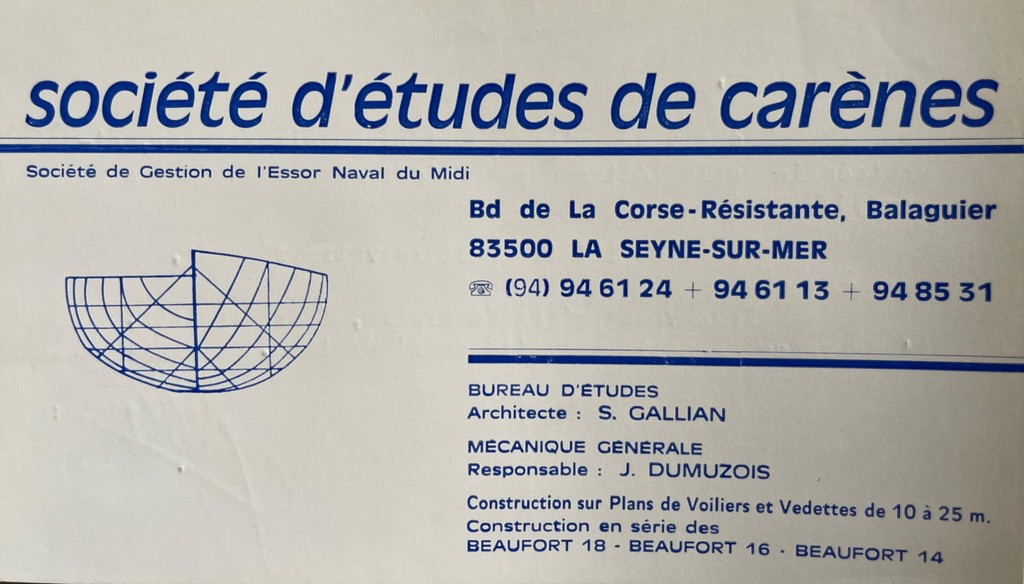 société d'études de carènes
Société de Gestion de l'Essor Naval du Midi
Bd de La Corse-Résistante, Balaguier
83500 LA SEYNE-SUR-MER
☏ (94) 94 61 24 + 94 61 13 + 94 85 31
BUREAU D'ÉTUDES
Architecte : S. GALLIAN
MÉCANIQUE GÉNÉRALE
Responsable : J. DUMUZOIS
Construction sur Plans de Voiliers et Vedettes de 10 à 25 m.
Construction en série des
BEAUFORT 18 - BEAUFORT 16 - BEAUFORT 14